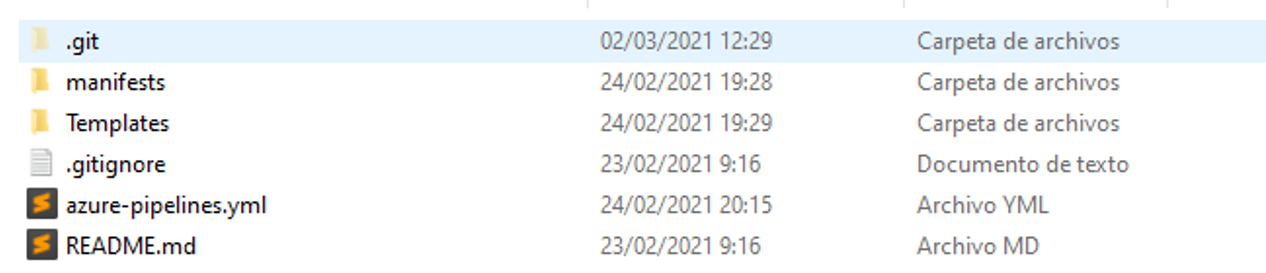 .git 02/03/2021 12:29 Carpeta de archivos
manifests 24/02/2021 19:28 Carpeta de archivos
Templates 24/02/2021 19:29 Carpeta de archivos
.gitignore 23/02/2021 9:16 Documento de texto
azure-pipelines.yml 24/02/2021 20:15 Archivo YML
README.md 23/02/2021 9:16 Archivo MD